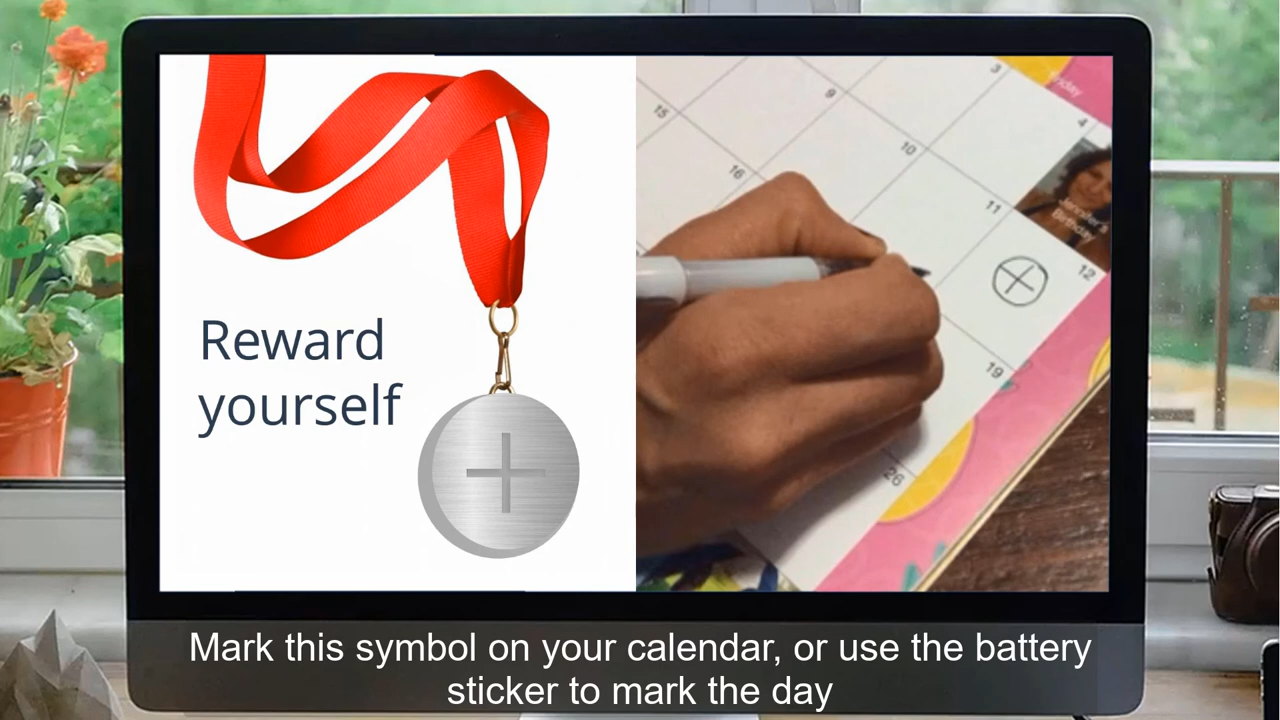 Reward
yourself
3
9
15
4
10
16
11
12
19
26
Birthday
Mark this symbol on your calendar, or use the battery
sticker to mark the day